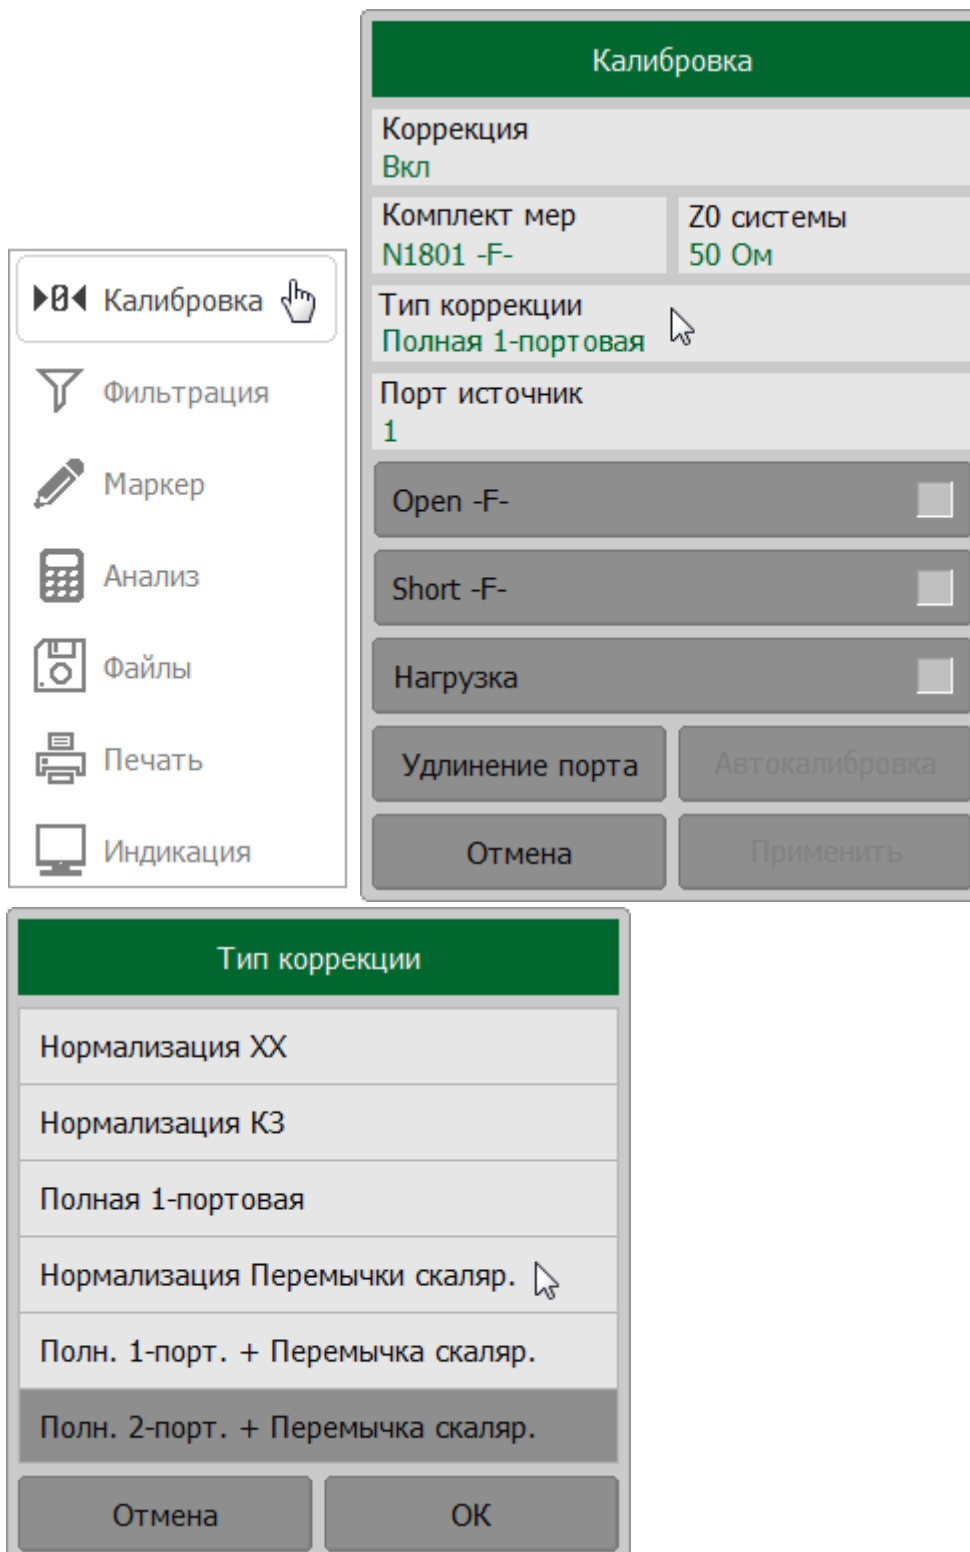 Калибровка
Фильтрация
Маркер
Анализ
Файлы
Печать
Индикация
Калибровка
Коррекция
Вкл
Комплект мер
N1801 -F-
Z0 системы
50 Ом
Тип коррекции
Полная 1-портовая
Порт источник
1
Open -F-
Short -F-
Нагрузка
Удлинение порта
Автокалибровка
Отмена
Применить
Тип коррекции
Нормализация ХХ
Нормализация КЗ
Полная 1-портовая
Нормализация Перемычки скаляр.
Полн. 1-порт. + Перемычка скаляр.
Полн. 2-порт. + Перемычка скаляр.
Отмена
ОК